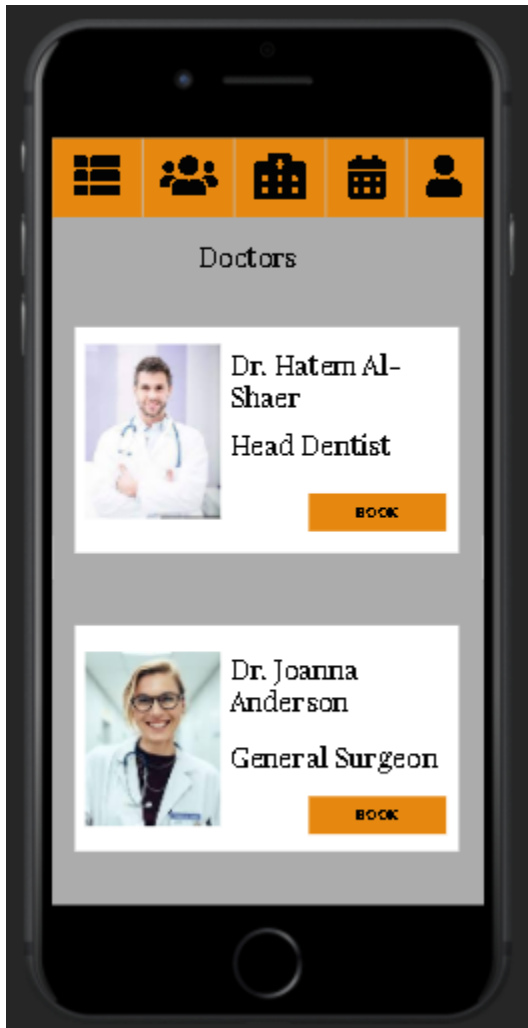 Doctors
Dr. Hatem Al-
Shaer
Head Dentist
BOOK
Dr. Joanna
Anderson
General Surgeon
BOOK